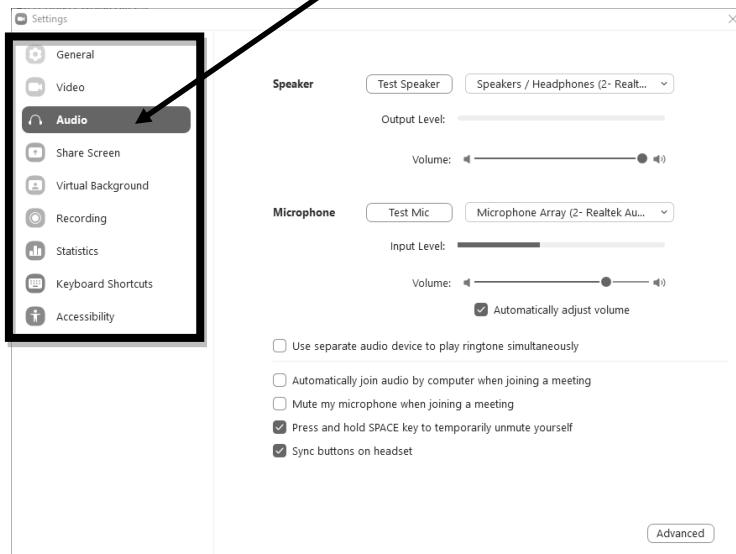 Settings
General
Video
Audio
Share Screen
Virtual Background
Recording
Statistics
Keyboard Shortcuts
Accessibility
Speaker Test Speaker Speakers / Headphones (2- Realt...
Output Level:
Volume:
Microphone Test Mic Microphone Array (2- Realtek Au...
Input Level:
Volume:
Automatically adjust volume
Use separate audio device to play ringtone simultaneously
Automatically join audio by computer when joining a meeting
Mute my microphone when joining a meeting
Press and hold SPACE key to temporarily unmute yourself
Sync buttons on headset
Advanced